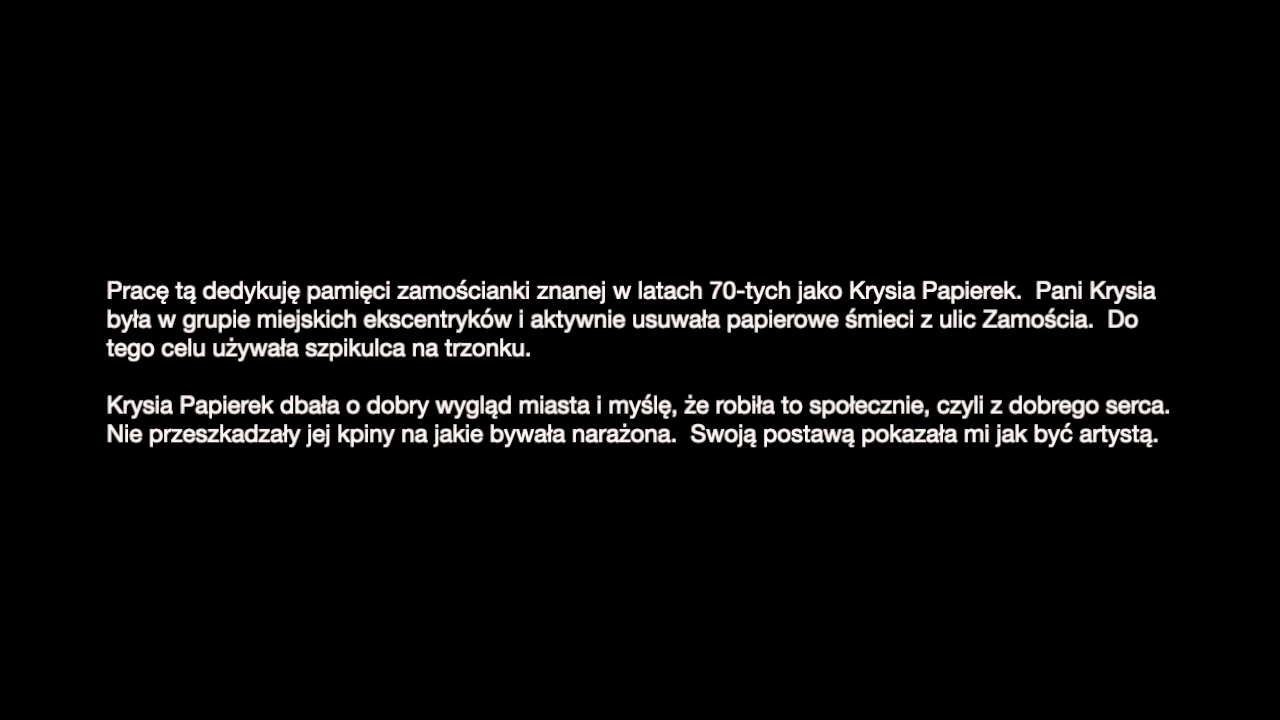 Pracę tą dedykuję pamięci zamościanki znanej w latach 70-tych jako Krysia Papierek.  Pani Krysia
była w grupie miejskich ekscentryków i aktywnie usuwała papierowe śmieci z ulic Zamościa.  Do
tego celu używała szpikulca na trzonku.
Krysia Papierek dbała o dobry wygląd miasta i myślę, że robiła to społecznie, czyli z dobrego serca.
Nie przeszkadzały jej kpiny na jakie bywała narażona.  Swoją postawą pokazała mi jak być artystą.